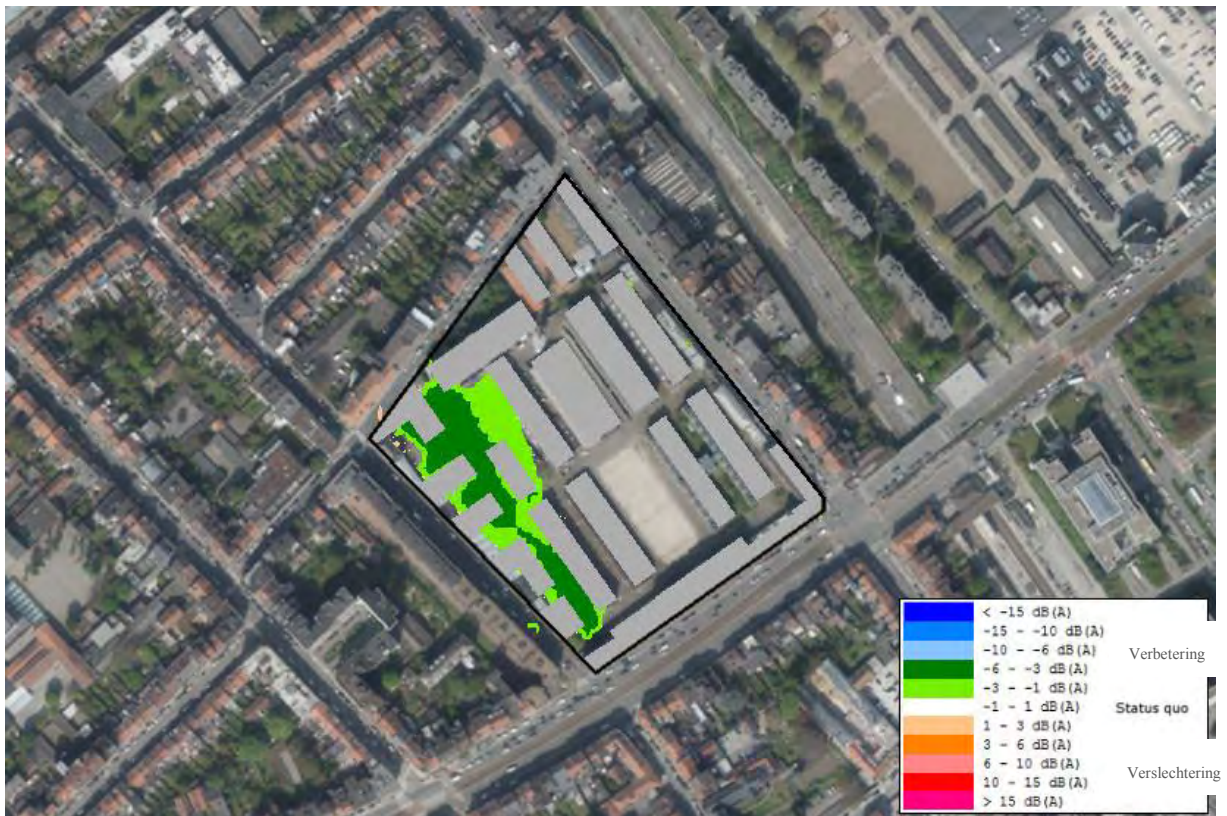 < -15 dB(A)
-15 - -10 dB(A)
-10 - -6 dB(A)
Verbetering
-6 - -3 dB(A)
-3 - -1 dB(A)
-1 - 1 dB(A)
Status quo
1 - 3 dB(A)
3 - 6 dB(A)
6 - 10 dB(A)
Verslechtering
10 - 15 dB(A)
> 15 dB(A)